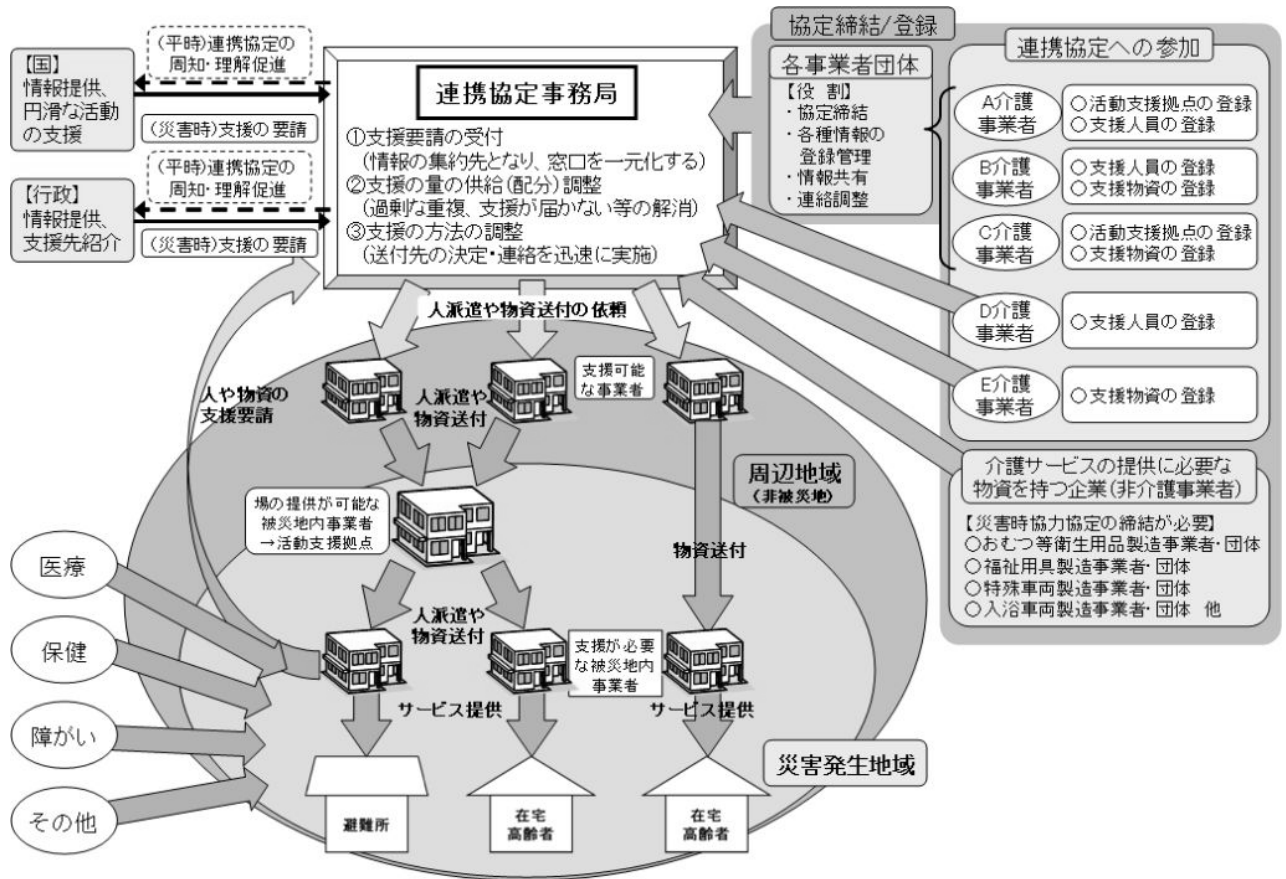 【国】
情報提供、
円滑な活動
の支援
(平時)連携協定の
周知・理解促進
(災害時)支援の要請
【行政】
情報提供、
支援先紹介
(平時)連携協定の
周知・理解促進
(災害時)支援の要請
連携協定事務局
①支援要請の受付
(情報の集約先となり、窓口を一元化する)
②支援の量の供給(配分)調整
(過剰な重複、支援が届かない等の解消)
③支援の方法の調整
(送付先の決定・連絡を迅速に実施)
協定締結/登録
各事業者団体
【役 割】
・協定締結
・各種情報の
登録管理
・情報共有
・連絡調整
連携協定への参加
A介護
事業者
○活動支援拠点の登録
○支援人員の登録
B介護
事業者
○支援人員の登録
○支援物資の登録
C介護
事業者
○活動支援拠点の登録
○支援物資の登録
D介護
事業者
○支援人員の登録
E介護
事業者
○支援物資の登録
介護サービスの提供に必要な
物資を持つ企業(非介護事業者)
【災害時協力協定の締結が必要】
○おむつ等衛生用品製造事業者・団体
○福祉用具製造事業者・団体
○特殊車両製造事業者・団体
○入浴車両製造事業者・団体 他
人派遣や物資送付の依頼
人や物資の
支援要請
人派遣や
物資送付
支援可能
な事業者
周辺地域
(非被災地)
場の提供が可能な
被災地内事業者
→活動支援拠点
物資送付
人派遣や
物資送付
支援が必要
な被災地内
事業者
サービス提供
サービス提供
災害発生地域
医療
保健
障がい
その他
避難所
在宅
高齢者
在宅
高齢者